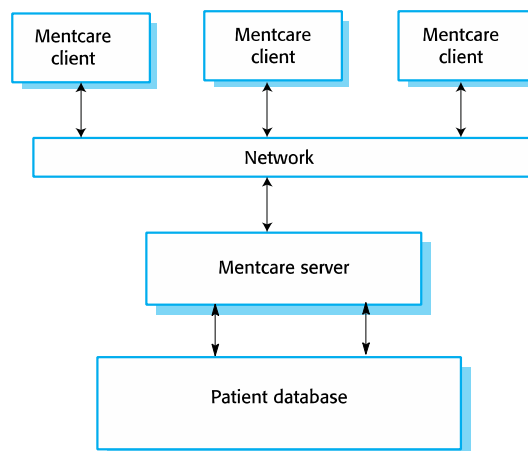 Mentcare
client
Mentcare
client
Mentcare
client
Network
Mentcare server
Patient database